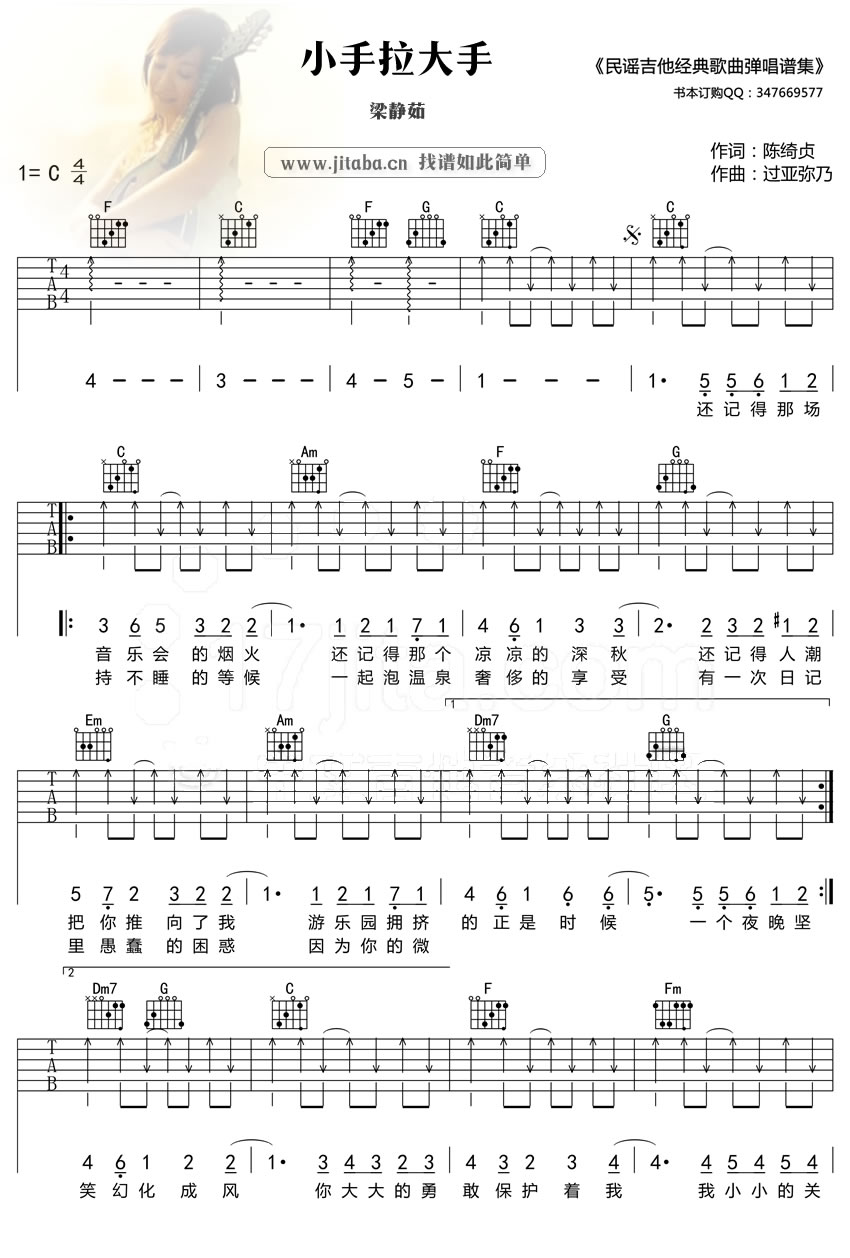 小手拉大手
《民谣吉他经典歌曲弹唱谱集》
书本订购QQ：347669577
梁静茹
www.jitaba.cn 找谱如此简单
作词：陈绮贞
作曲：过亚弥乃
1= C 4/4
F C F G C C
T A B 4 4
4 - - - 3 - - - 4 - 5 - 1 - - - 1· 5 5 6 1 2
还记得那场
C Am F G
T A B
3 6 5 3 2 2 1· 1 2 1 7 1 4 6 1 3 3 2· 2 3 2 #1 2
音乐会的烟火 还记得那个凉凉的深秋 还记得人潮
持不睡的等候 一起泡温泉奢侈的享受 有一次日记
17jita.com
1
Em Am Dm7 G
T A B
5 7 2 3 2 2 1· 1 2 1 7 1 4 6 1 6 6 5· 5 5 6 1 2
把你推向了我 游乐园拥挤的正是时候 一个夜晚坚
里愚蠢的困惑 因为你的微
2
Dm7 G C F Fm
T A B
4 6 1 2 2 1· 3 4 3 2 3 4 3 2 3 4 4· 4 5 4 5 4
笑幻化成风 你大大的勇敢保护着我 我小小的关